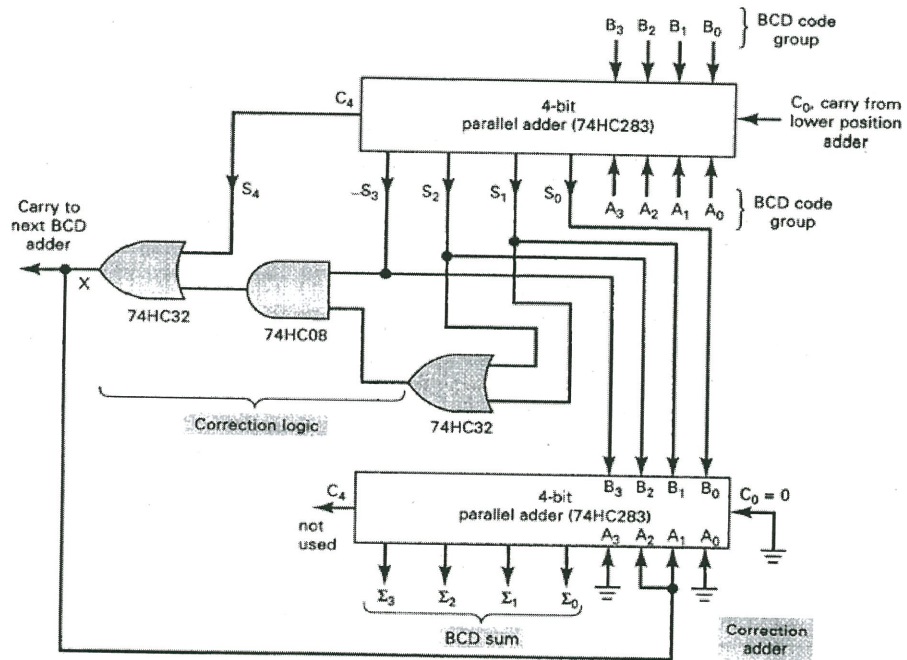 B3 B2 B1 B0
BCD code
group
C4
4-bit
parallel adder (74HC283)
C0, carry from
lower position
adder
S4
S3
S2
S1
S0
A3 A2 A1 A0
BCD code
group
Carry to
next BCD
adder
X
74HC32
74HC08
74HC32
Correction logic
C4
not
used
4-bit
parallel adder (74HC283)
B3 B2 B1 B0
C0 = 0
A3 A2 A1 A0
Σ3 Σ2 Σ1 Σ0
BCD sum
Correction
adder